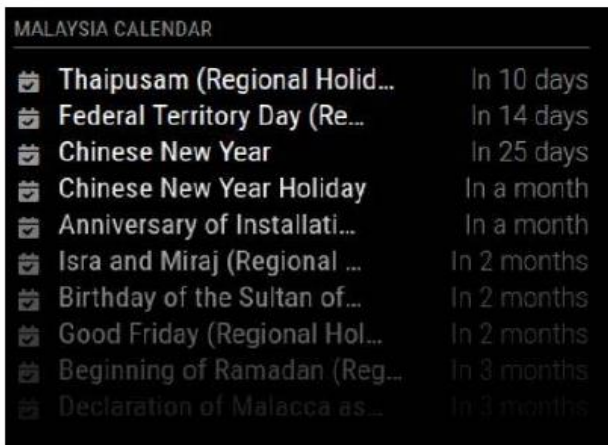 MALAYSIA CALENDAR
Thaipusam (Regional Holid... In 10 days
Federal Territory Day (Re... In 14 days
Chinese New Year In 25 days
Chinese New Year Holiday In a month
Anniversary of Installati... In a month
Isra and Miraj (Regional ... In 2 months
Birthday of the Sultan of... In 2 months
Good Friday (Regional Hol... In 2 months
Beginning of Ramadan (Reg... In 3 months
Declaration of Malacca as... In 3 months